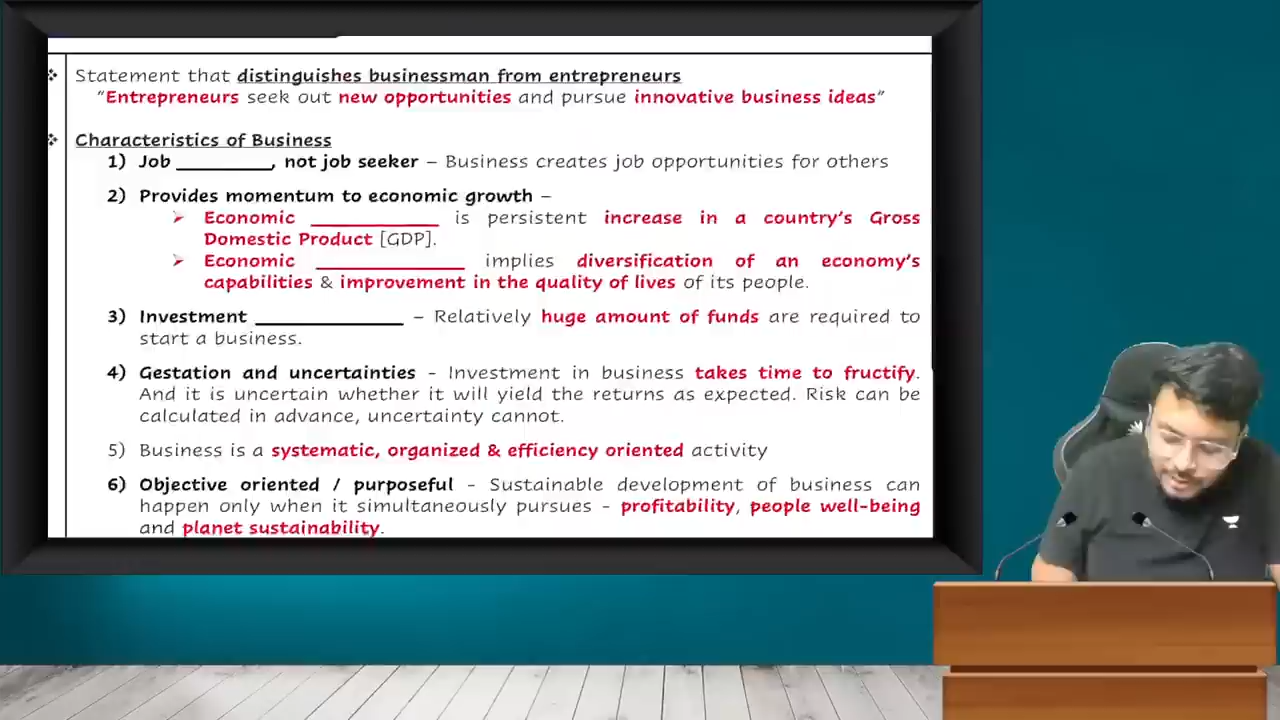 ❖ Statement that distinguishes businessman from entrepreneurs
“Entrepreneurs seek out new opportunities and pursue innovative business ideas”
❖ Characteristics of Business
1) Job _________, not job seeker – Business creates job opportunities for others
2) Provides momentum to economic growth –
➢ Economic ____________ is persistent increase in a country’s Gross
Domestic Product [GDP].
➢ Economic ______________ implies diversification of an economy’s
capabilities & improvement in the quality of lives of its people.
3) Investment ______________ – Relatively huge amount of funds are required to
start a business.
4) Gestation and uncertainties - Investment in business takes time to fructify.
And it is uncertain whether it will yield the returns as expected. Risk can be
calculated in advance, uncertainty cannot.
5) Business is a systematic, organized & efficiency oriented activity
6) Objective oriented / purposeful - Sustainable development of business can
happen only when it simultaneously pursues - profitability, people well-being
and planet sustainability.